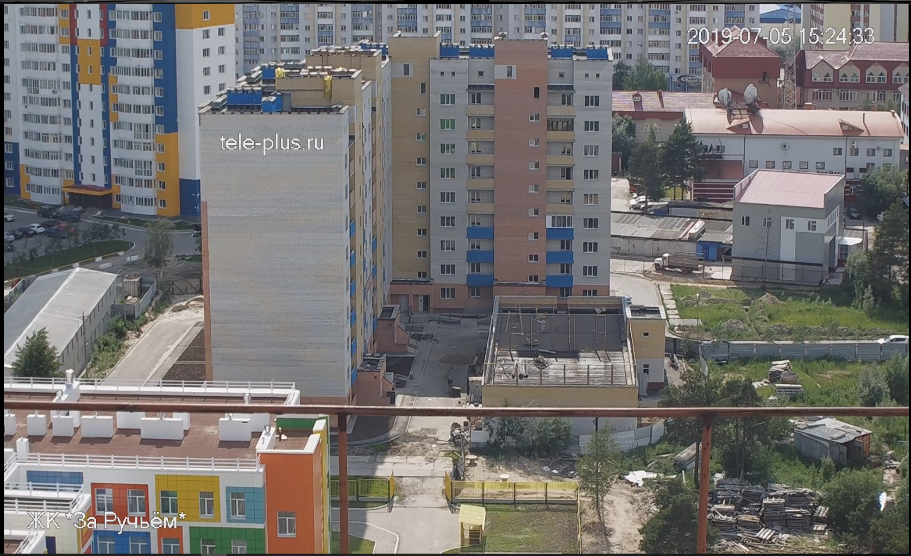 2019-07-05 15:24:33
tele-plus.ru
ЖК "За Ручьём"